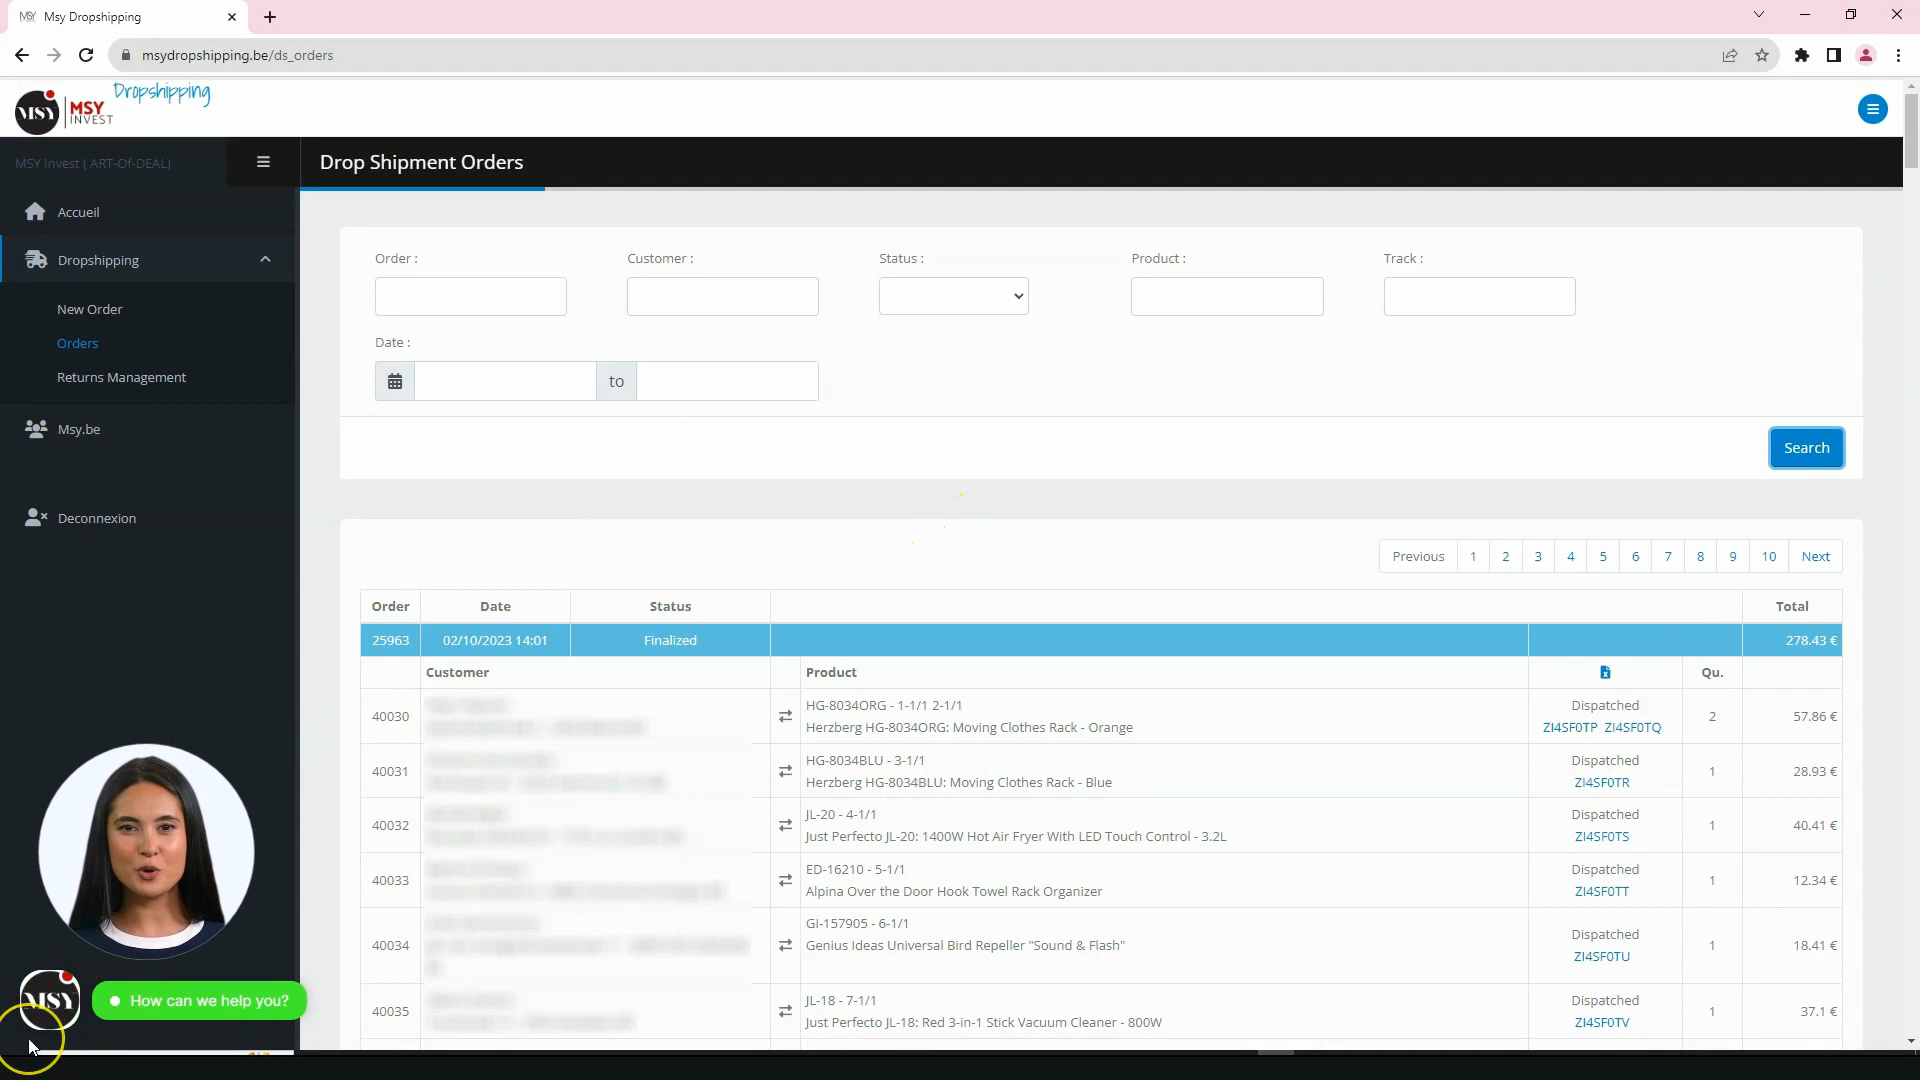 Msy Dropshipping
msydropshipping.be/ds_orders
MSY
MSY
INVEST
Dropshipping
MSY Invest ( ART-Of-DEAL)
Drop Shipment Orders
Accueil
Dropshipping
New Order
Orders
Returns Management
Msy.be
Deconnexion
Order :
Customer :
Status :
Product :
Track :
Date :
to
Search
Previous 1 2 3 4 5 6 7 8 9 10 Next
Order Date Status Total
25963 02/10/2023 14:01 Finalized 278.43 €
Customer Product Qu.
40030 HG-8034ORG - 1-1/1 2-1/1 Dispatched 2 57.86 €
Herzberg HG-8034ORG: Moving Clothes Rack - Orange ZI4SF0TP ZI4SF0TQ
40031 HG-8034BLU - 3-1/1 Dispatched 1 28.93 €
Herzberg HG-8034BLU: Moving Clothes Rack - Blue ZI4SF0TR
40032 JL-20 - 4-1/1 Dispatched 1 40.41 €
Just Perfecto JL-20: 1400W Hot Air Fryer With LED Touch Control - 3.2L ZI4SF0TS
40033 ED-16210 - 5-1/1 Dispatched 1 12.34 €
Alpina Over the Door Hook Towel Rack Organizer ZI4SF0TT
40034 GI-157905 - 6-1/1 Dispatched 1 18.41 €
Genius Ideas Universal Bird Repeller "Sound & Flash" ZI4SF0TU
40035 JL-18 - 7-1/1 Dispatched 1 37.1 €
Just Perfecto JL-18: Red 3-in-1 Stick Vacuum Cleaner - 800W ZI4SF0TV
MSY
How can we help you?